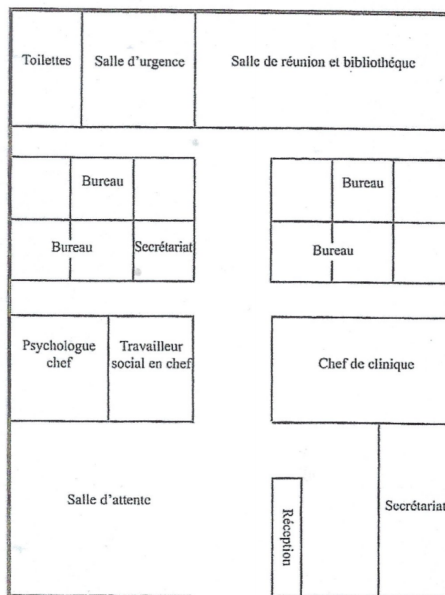 Toilettes
Salle d'urgence
Salle de réunion et bibliothéque
Bureau
Bureau
Bureau
Secrétariat
Bureau
Psychologue
chef
Travailleur
social en chef
Chef de clinique
Salle d'attente
Réception
Secrétariat